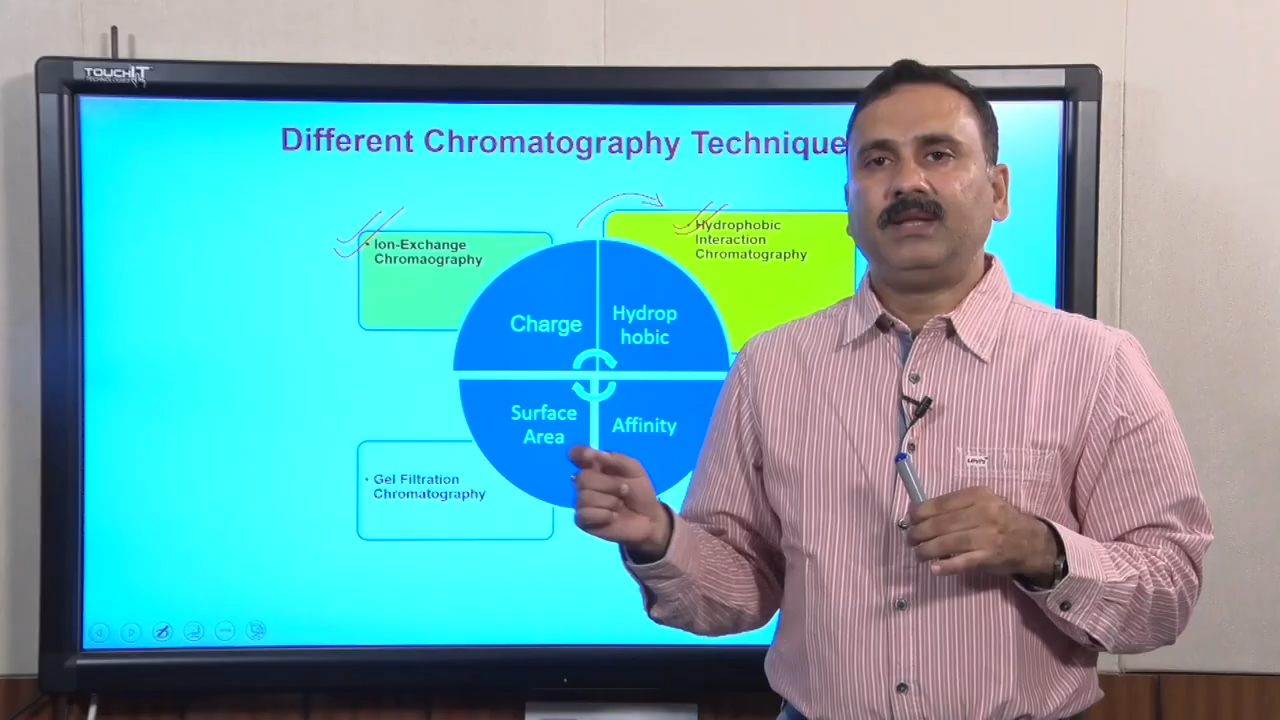 TOUCHIT
TECHNOLOGIES
Different Chromatography Technique
• Ion-Exchange
Chromaography
• Hydrophobic
Interaction
Chromatography
Charge
Hydrop
hobic
Surface
Area
Affinity
• Gel Filtration
Chromatography
Levi's